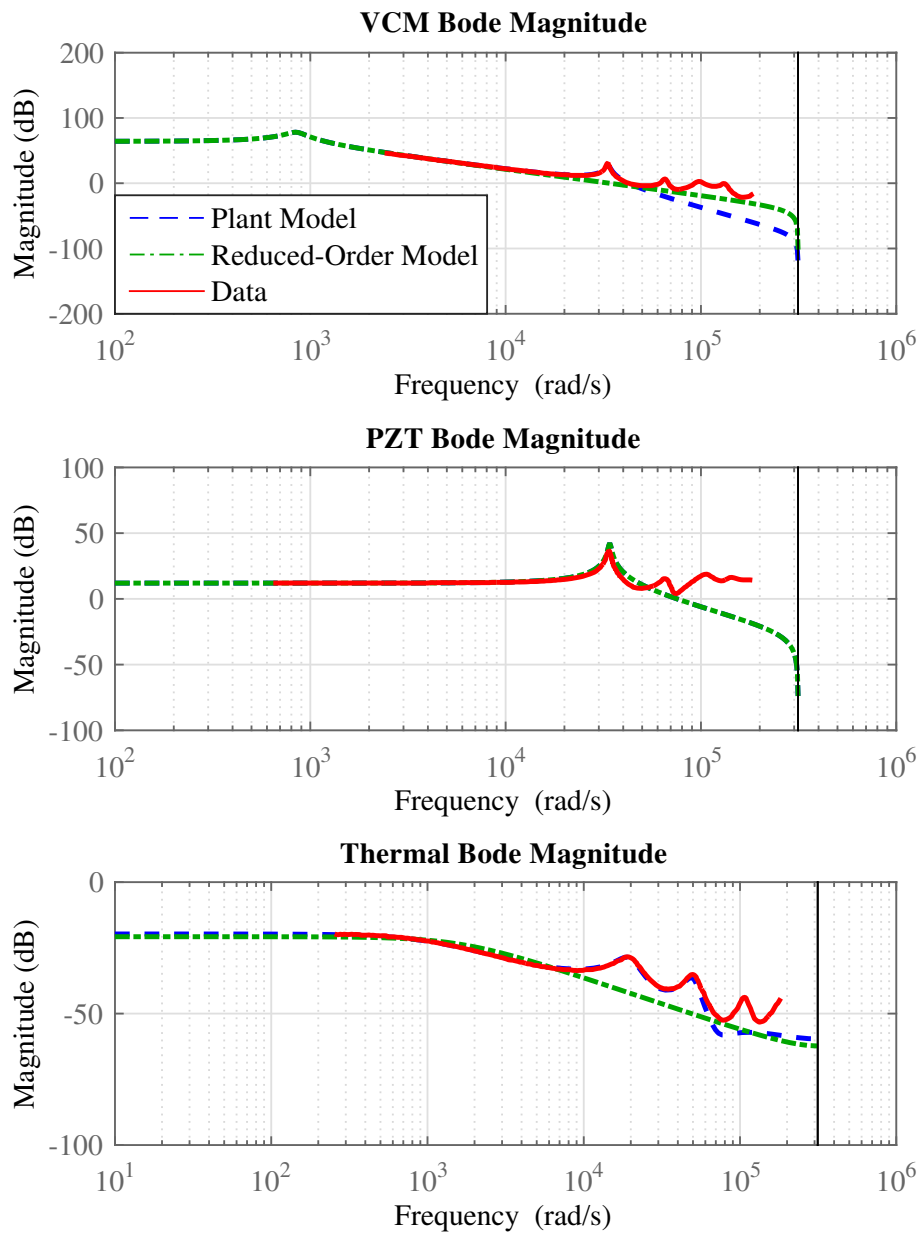 VCM Bode Magnitude
200
100
0
-100
-200
Magnitude (dB)
Plant Model
Reduced-Order Model
Data
10^2 10^3 10^4 10^5 10^6
Frequency (rad/s)
PZT Bode Magnitude
100
50
0
-50
-100
Magnitude (dB)
10^2 10^3 10^4 10^5 10^6
Frequency (rad/s)
Thermal Bode Magnitude
0
-50
-100
Magnitude (dB)
10^1 10^2 10^3 10^4 10^5 10^6
Frequency (rad/s)